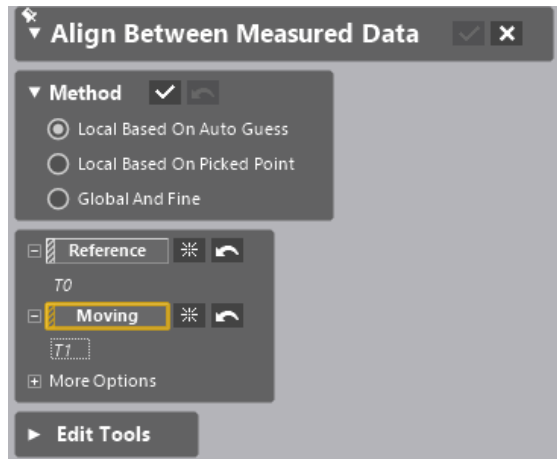 Align Between Measured Data
Method
Local Based On Auto Guess
Local Based On Picked Point
Global And Fine
Reference
T0
Moving
T1
More Options
Edit Tools